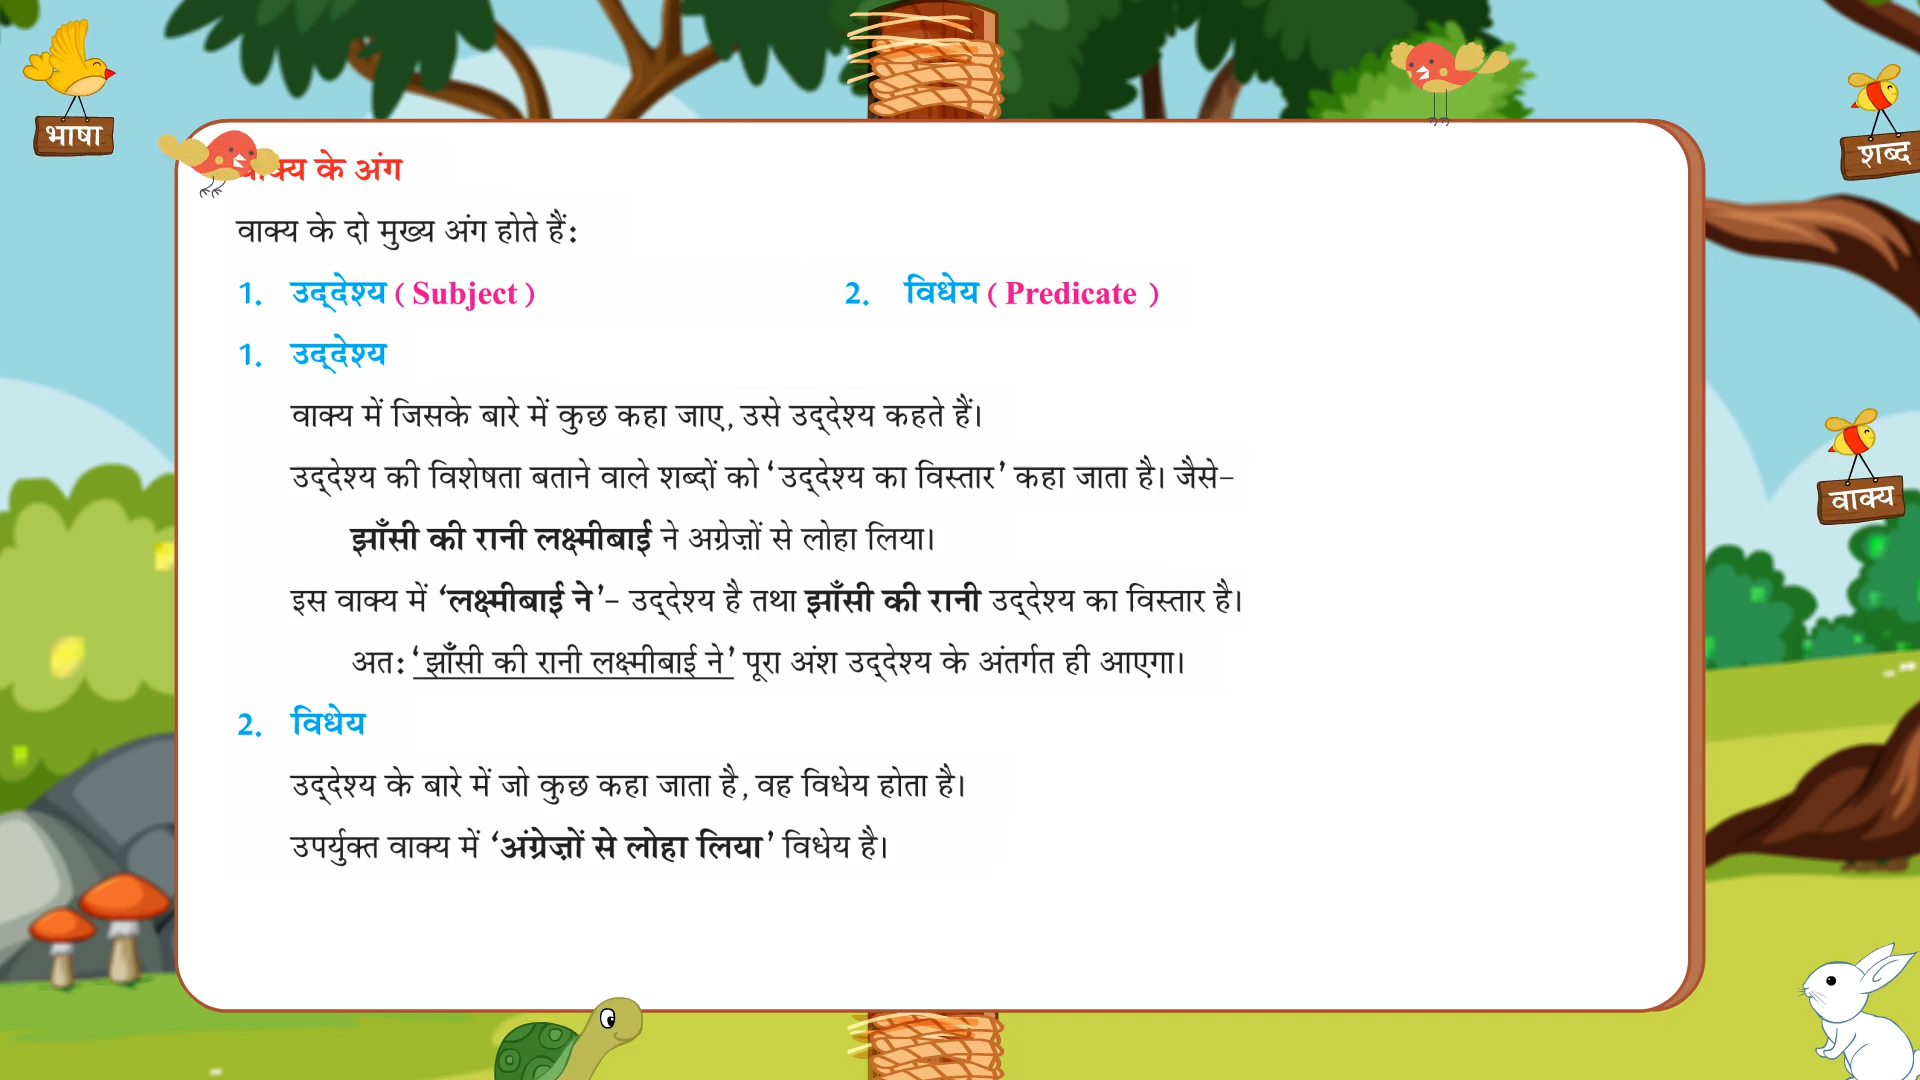 भाषा
शब्द
वाक्य
वाक्य के अंग
वाक्य के दो मुख्य अंग होते हैं:
1. उद्देश्य ( Subject ) 2. विधेय ( Predicate )
1. उद्देश्य
वाक्य में जिसके बारे में कुछ कहा जाए, उसे उद्देश्य कहते हैं।
उद्देश्य की विशेषता बताने वाले शब्दों को ‘उद्देश्य का विस्तार’ कहा जाता है। जैसे–
झाँसी की रानी लक्ष्मीबाई ने अग्रेज़ों से लोहा लिया।
इस वाक्य में ‘लक्ष्मीबाई ने’– उद्देश्य है तथा झाँसी की रानी उद्देश्य का विस्तार है।
अत: ‘झाँसी की रानी लक्ष्मीबाई ने’ पूरा अंश उद्देश्य के अंतर्गत ही आएगा।
2. विधेय
उद्देश्य के बारे में जो कुछ कहा जाता है, वह विधेय होता है।
उपर्युक्त वाक्य में ‘अंग्रेज़ों से लोहा लिया’ विधेय है।